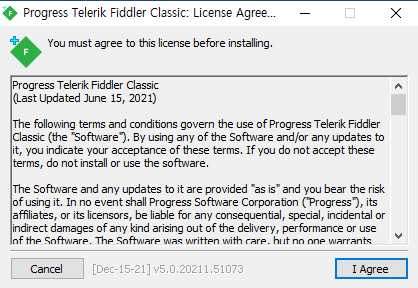 Progress Telerik Fiddler Classic: License Agree...
F
You must agree to this license before installing.
Progress Telerik Fiddler Classic
(Last Updated June 15, 2021)
The following terms and conditions govern the use of Progress Telerik Fiddler
Classic (the "Software"). By using any of the Software and/or any updates to
it, you indicate your acceptance of these terms. If you do not accept these
terms, do not install or use the software.
The Software and any updates to it are provided "as is" and you bear the risk
of using it. In no event shall Progress Software Corporation ("Progress"), its
affiliates, or its licensors, be liable for any consequential, special, incidental or
indirect damages of any kind arising out of the delivery, performance or use
of the Software. The Software was written with care, but no one warrants
Cancel
[Dec-15-21] v5.0.20211.51073
I Agree